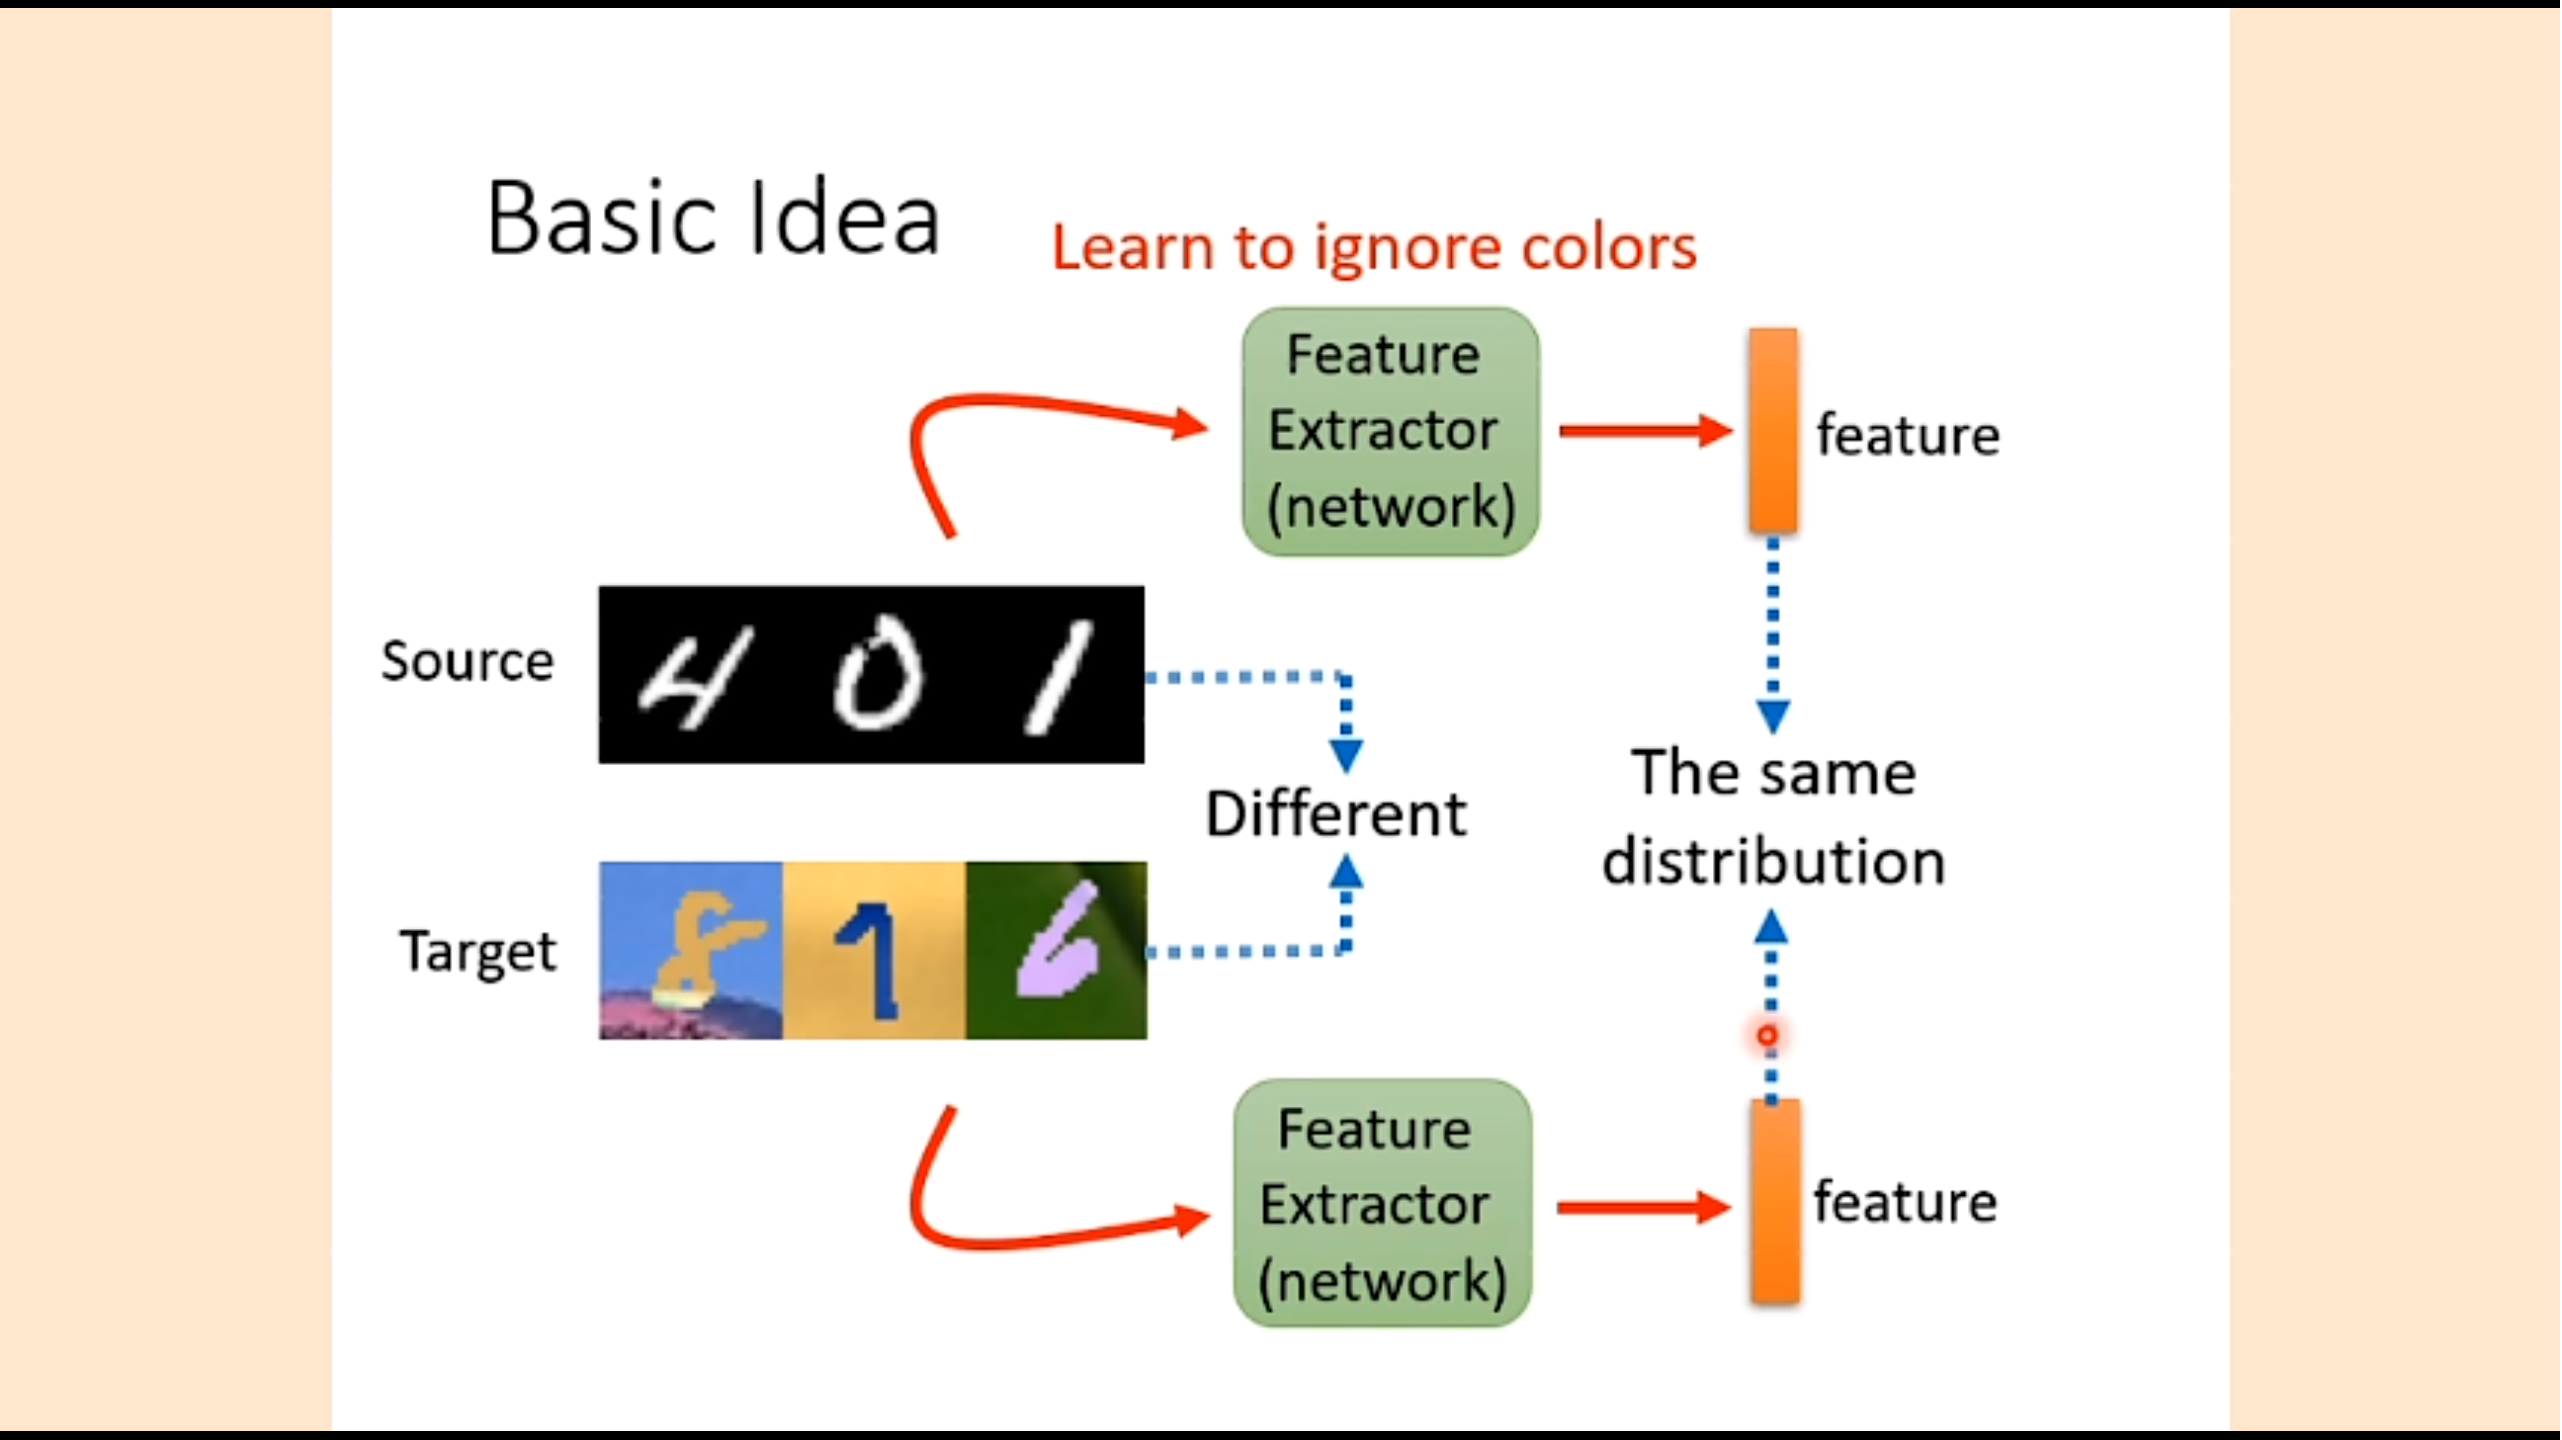 Basic Idea
Learn to ignore colors
Feature
Extractor
(network)
feature
Source
4 0 1
Different
The same
distribution
Target
8 1 6
Feature
Extractor
(network)
feature